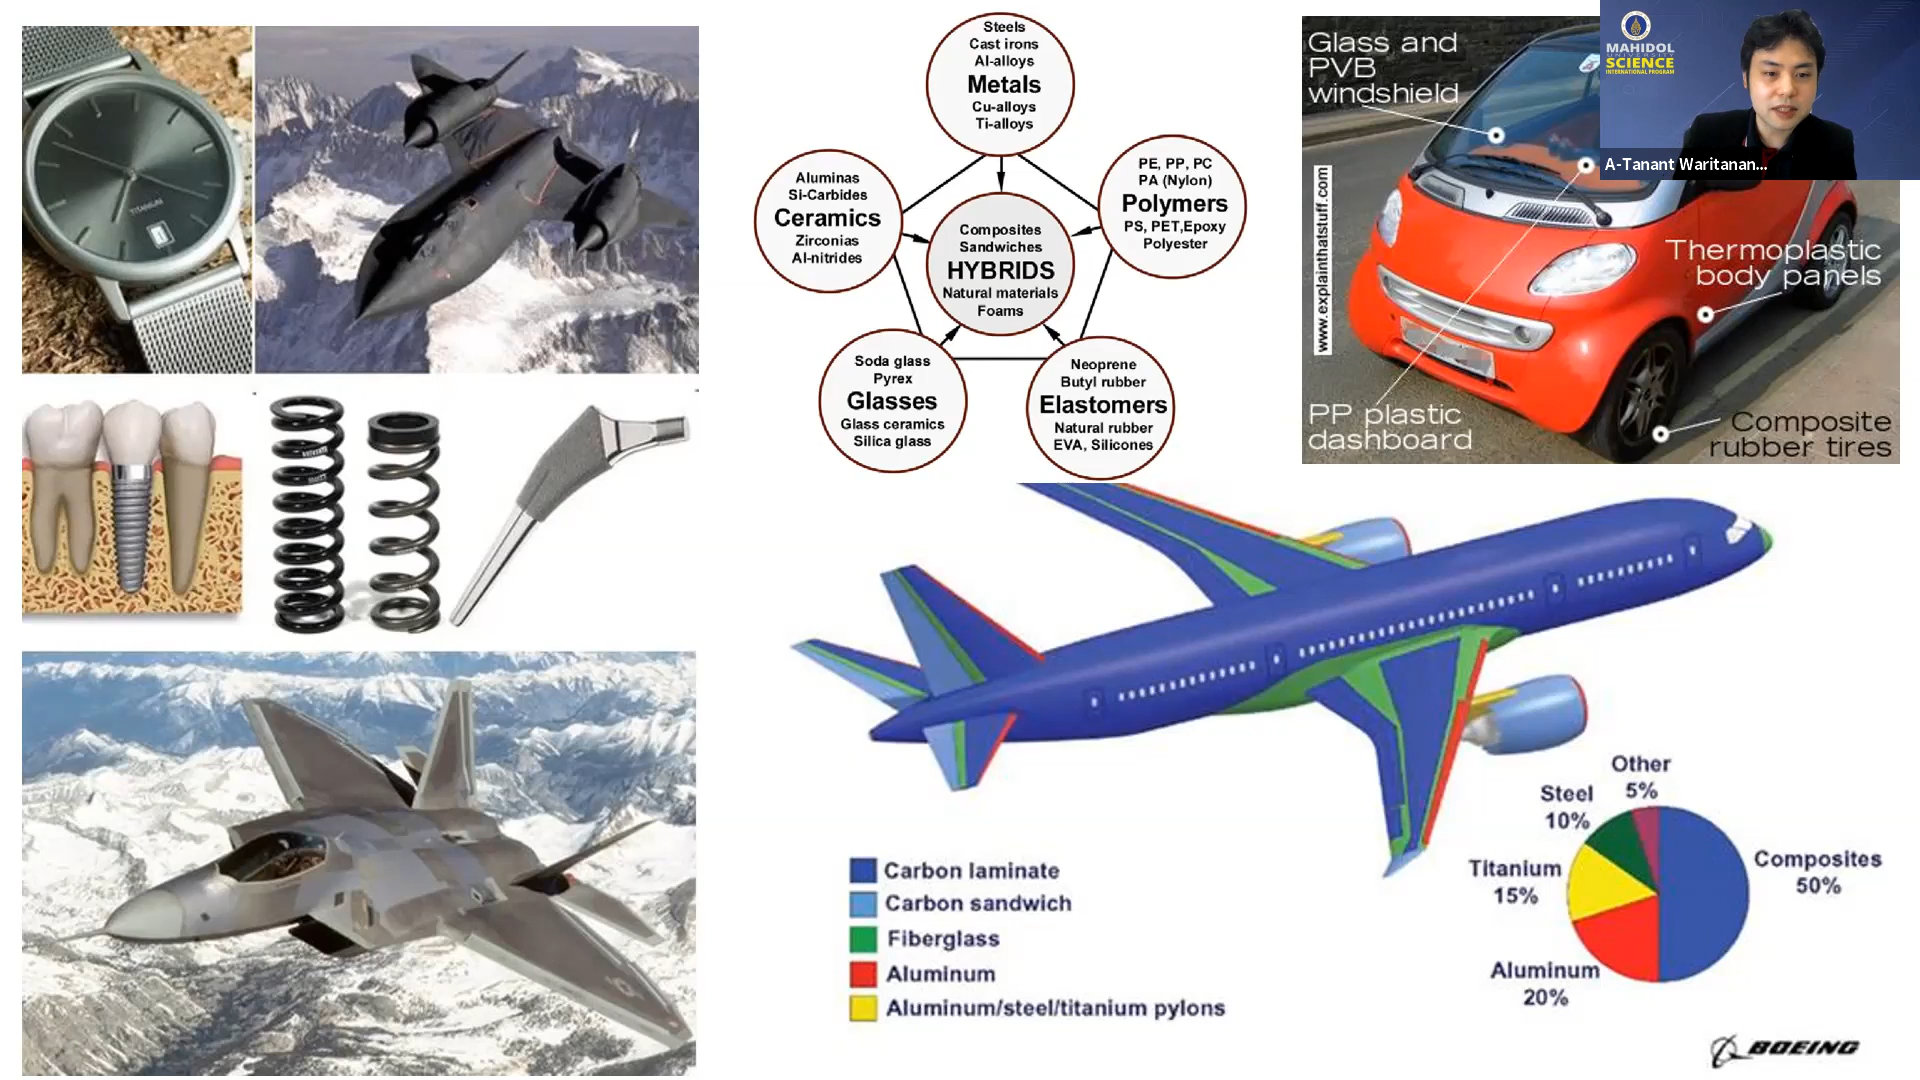 TITANIUM
Steels
Cast irons
Al-alloys
Metals
Cu-alloys
Ti-alloys
Aluminas
Si-Carbides
Ceramics
Zirconias
Al-nitrides
PE, PP, PC
PA (Nylon)
Polymers
PS, PET,Epoxy
Polyester
Composites
Sandwiches
HYBRIDS
Natural materials
Foams
Soda glass
Pyrex
Glasses
Glass ceramics
Silica glass
Neoprene
Butyl rubber
Elastomers
Natural rubber
EVA, Silicones
Glass and
PVB
windshield
www.explainthatstuff.com
Thermoplastic
body panels
PP plastic
dashboard
Composite
rubber tires
MAHIDOL
UNIVERSITY
SCIENCE
INTERNATIONAL PROGRAM
A-Tanant Waritanan...
Carbon laminate
Carbon sandwich
Fiberglass
Aluminum
Aluminum/steel/titanium pylons
Other
5%
Steel
10%
Titanium
15%
Aluminum
20%
Composites
50%
BOEING